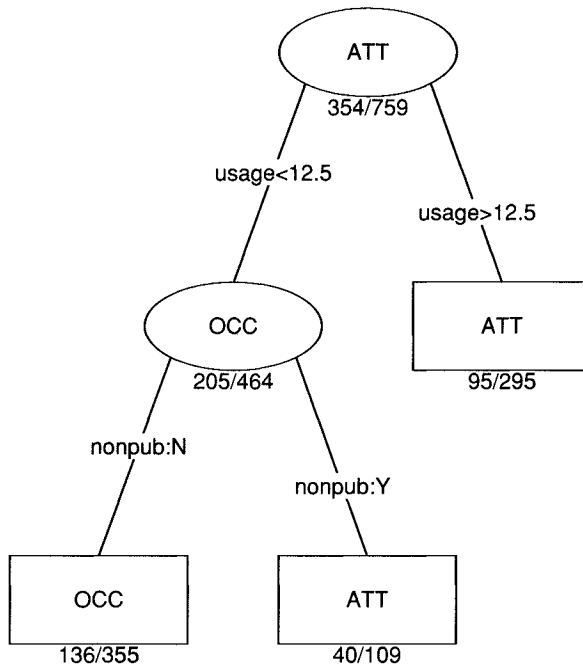 ATT
354/759
usage<12.5
usage>12.5
OCC
205/464
ATT
95/295
nonpub:N
nonpub:Y
OCC
136/355
ATT
40/109